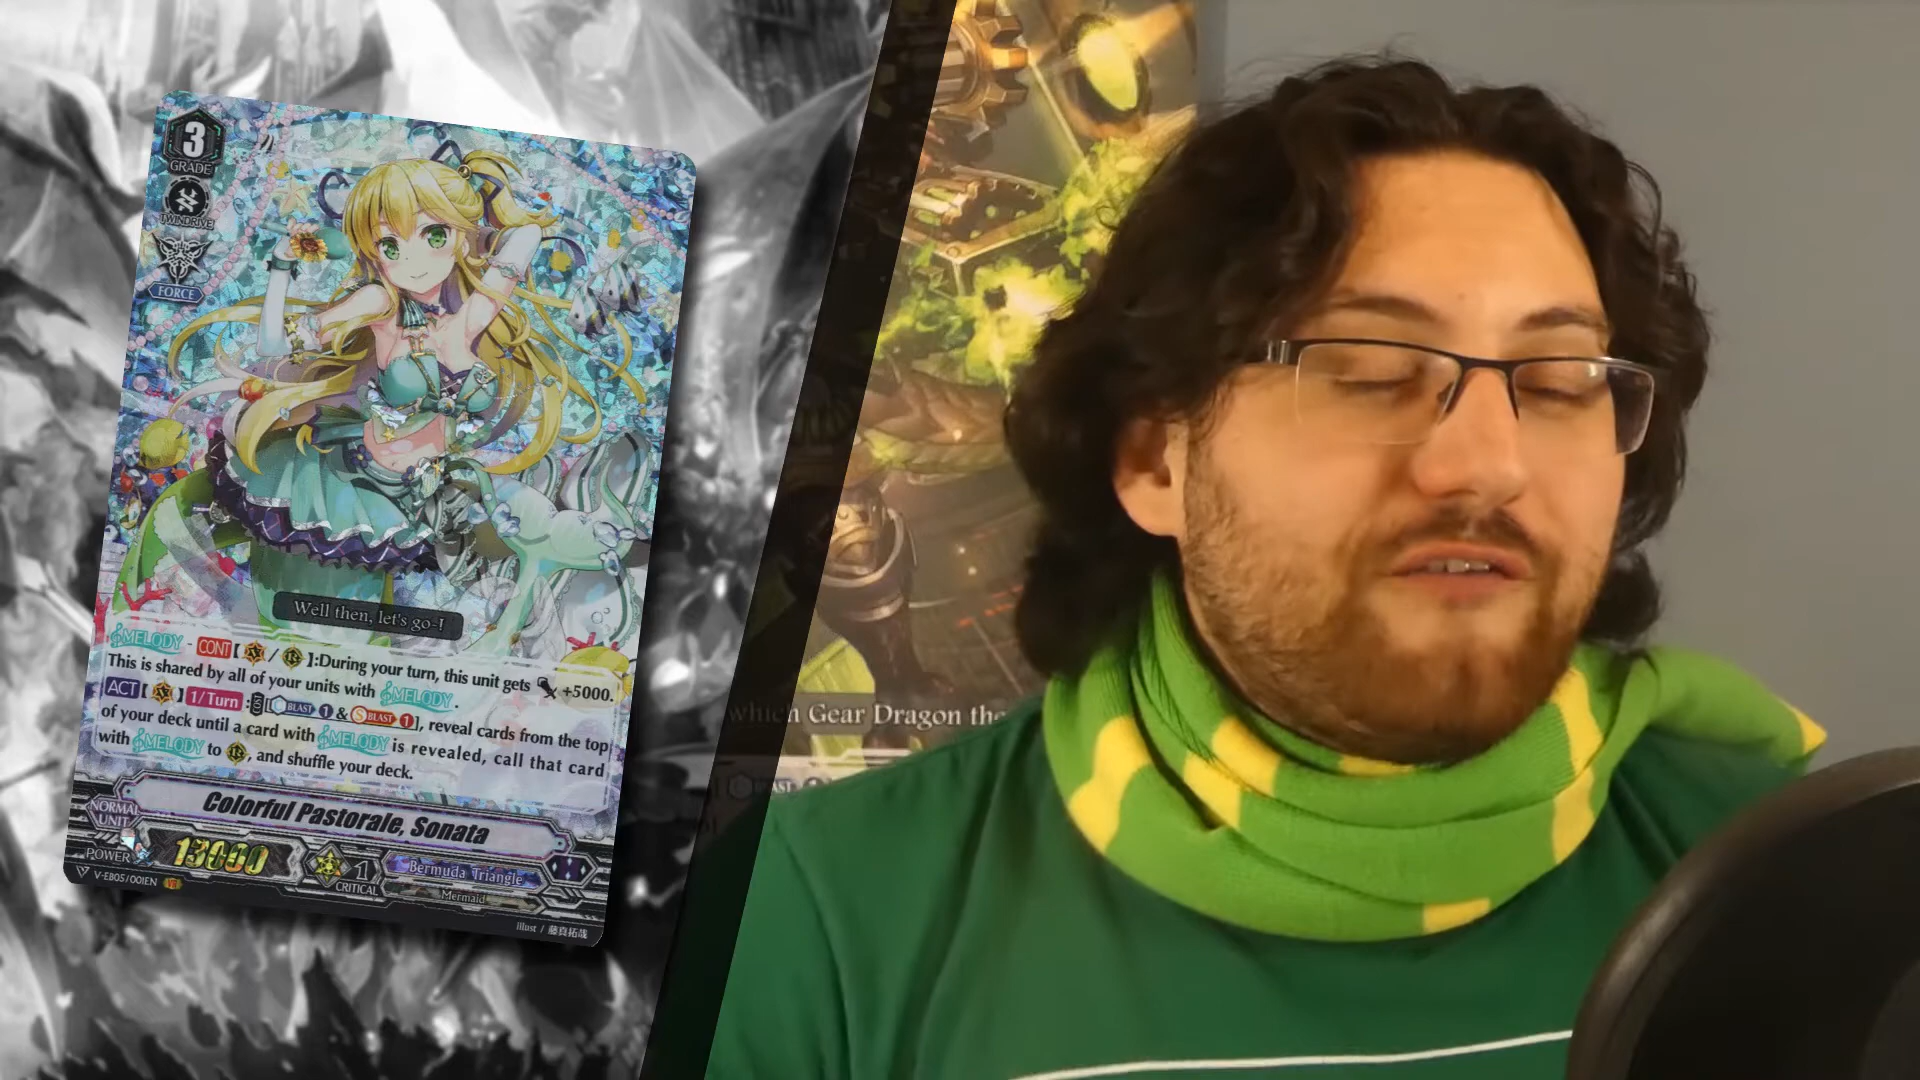 3
GRADE
TWINDRIVE
FORCE
Well then, let's go-!
MELODY - CONT【 / 】:During your turn, this unit gets +5000.
This is shared by all of your units with MELODY.
ACT【 】1/Turn :COST[C BLAST 1 & S BLAST 1], reveal cards from the top
of your deck until a card with MELODY is revealed, call that card
with MELODY to , and shuffle your deck.
Colorful Pastorale, Sonata
NORMAL
UNIT
POWER 13000
1
CRITICAL
Bermuda Triangle
Mermaid
V-EB05/001EN VR
illust / 藤真拓哉
which Gear Dragon the